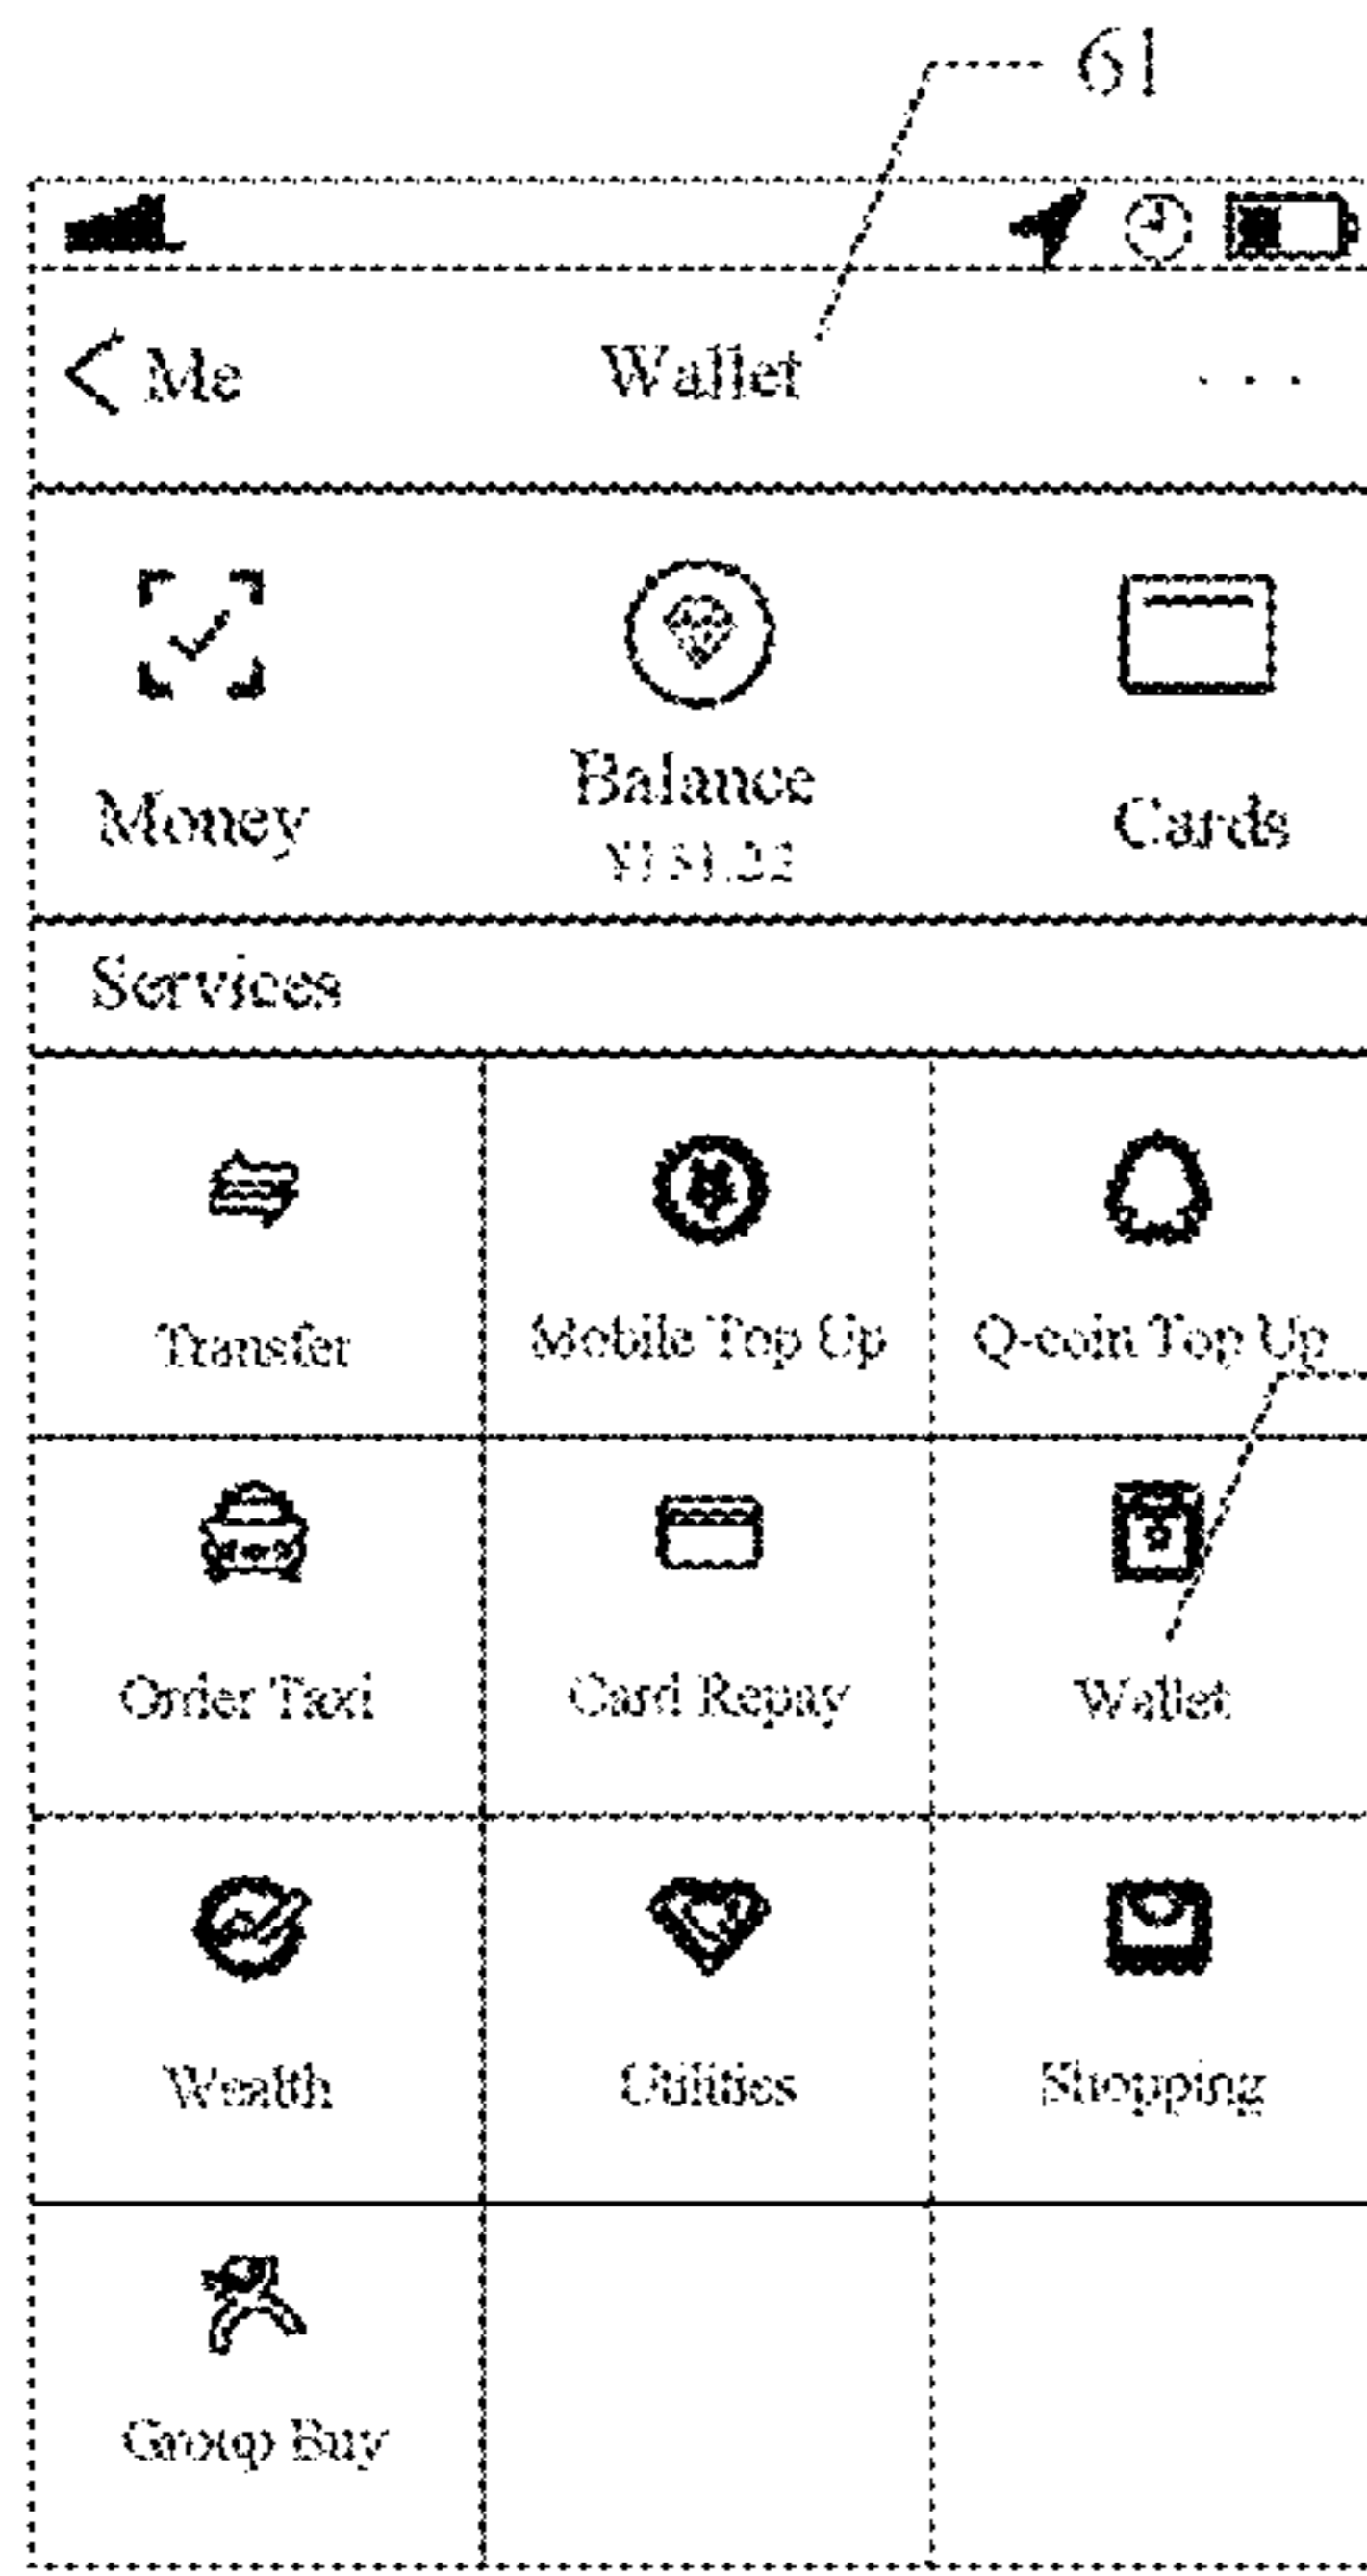 61
Me Wallet ...
Money Balance Cards
Services
Transfer Mobile Top Up Q-coin Top Up
Order Taxi Card Repay Wallet
Wealth Utilities Shopping
Group Buy